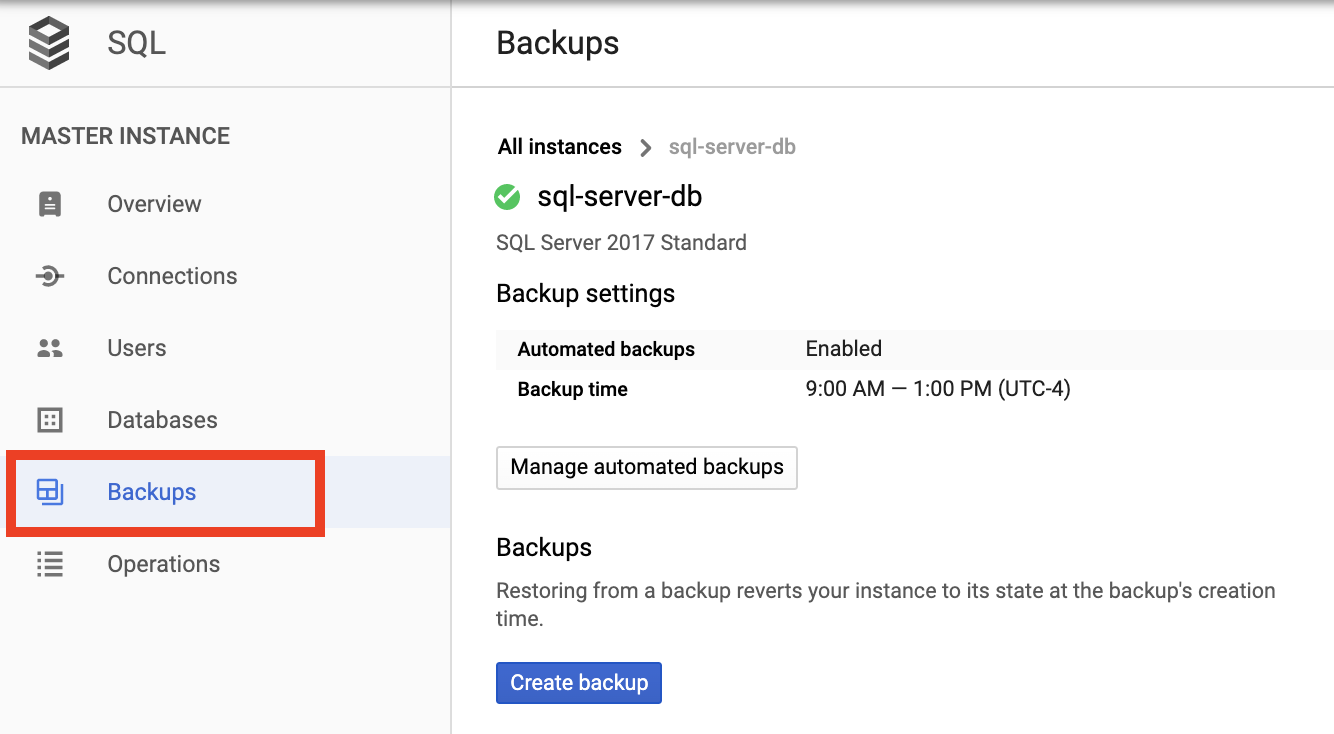 SQL
Backups
MASTER INSTANCE
Overview
Connections
Users
Databases
Backups
Operations
All instances > sql-server-db
sql-server-db
SQL Server 2017 Standard
Backup settings
Automated backups Enabled
Backup time 9:00 AM — 1:00 PM (UTC-4)
Manage automated backups
Backups
Restoring from a backup reverts your instance to its state at the backup's creation
time.
Create backup